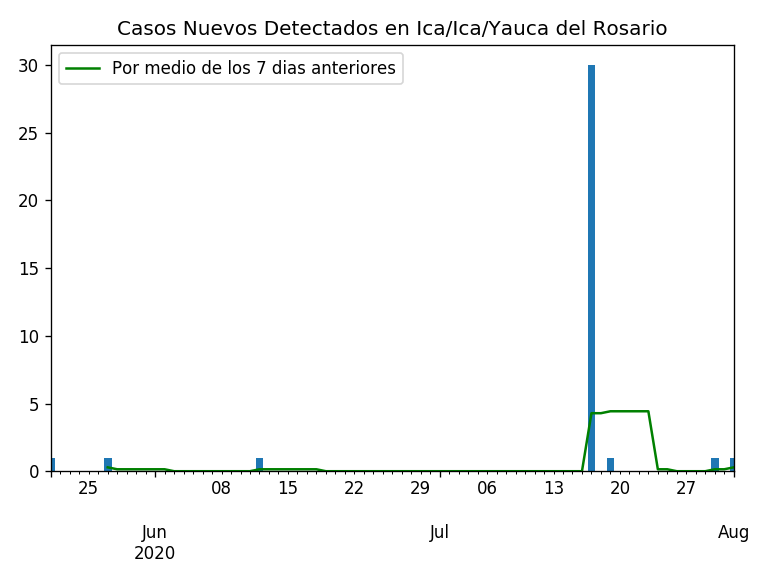 Casos Nuevos Detectados en Ica/Ica/Yauca del Rosario
Por medio de los 7 dias anteriores
30
25
20
15
10
5
0
25 08 15 22 29 06 13 20 27
Jun Jul Aug
2020